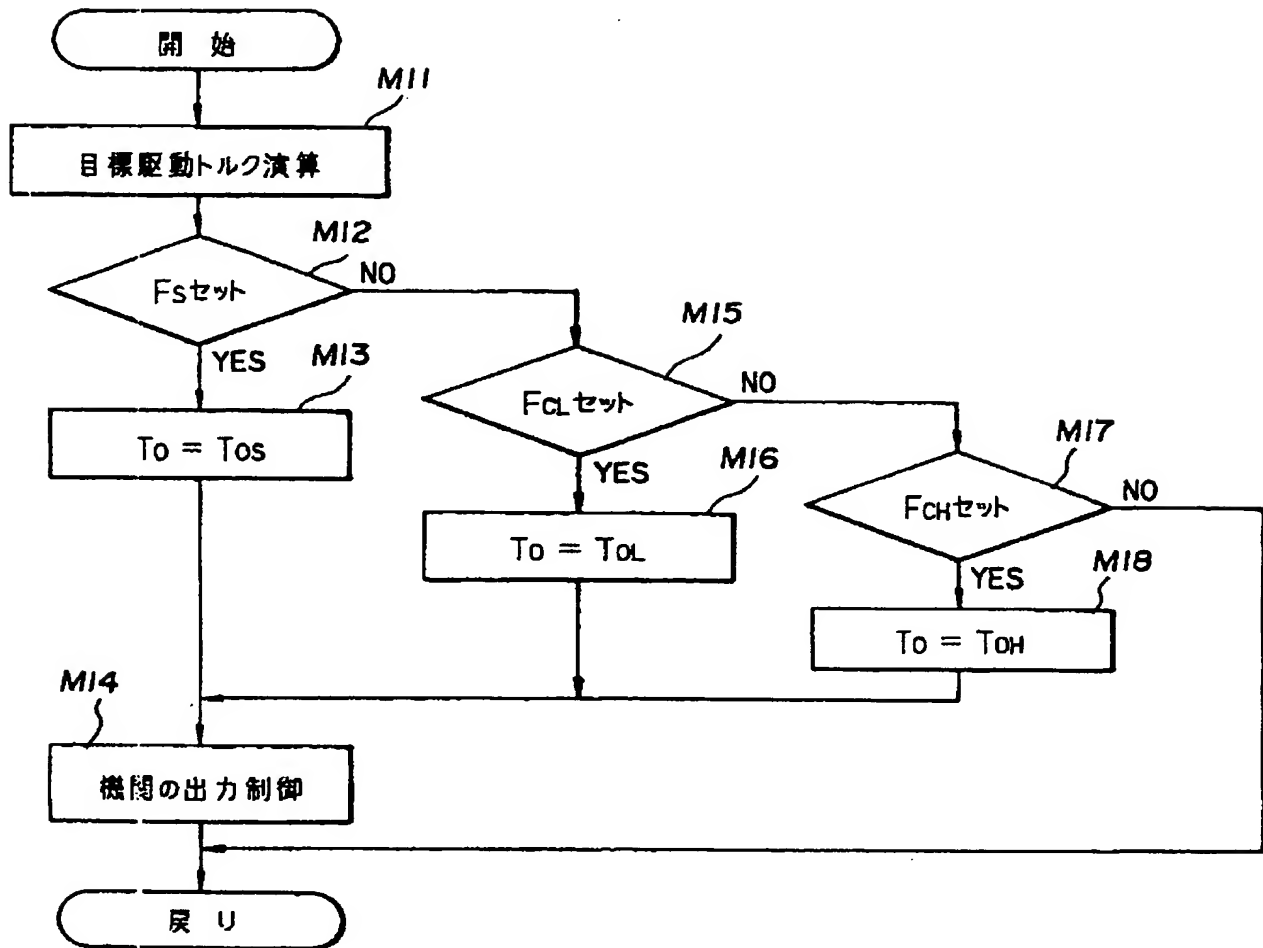 開始
M11
目標駆動トルク演算
M12
FSセット
NO
YES
M13
TO = TOS
M15
FCLセット
NO
YES
M16
TO = TOL
M17
FCHセット
NO
YES
M18
TO = TOH
M14
機関の出力制御
戻り